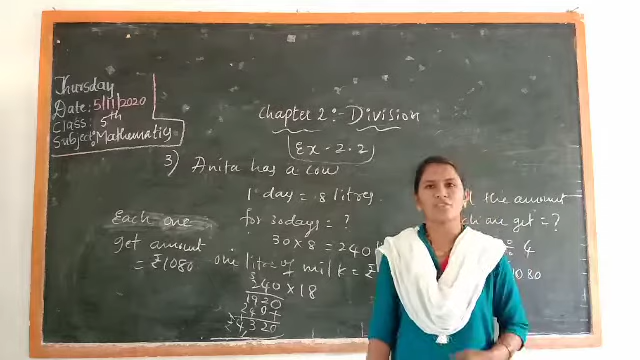 Thursday
Date: 5/11/2020
Class: 5th
Subject: Mathematics
Chapter 2:- Division
Ex - 2.2
3) Anita has a cow
1 day = 8 litres
for 30 days = ?
30 × 8 = 240
one litre of milk = ₹
240 × 18
1920
240+
4320
Each one
get amount
= ₹1080
the amount
are get = ?
÷ 4
1080